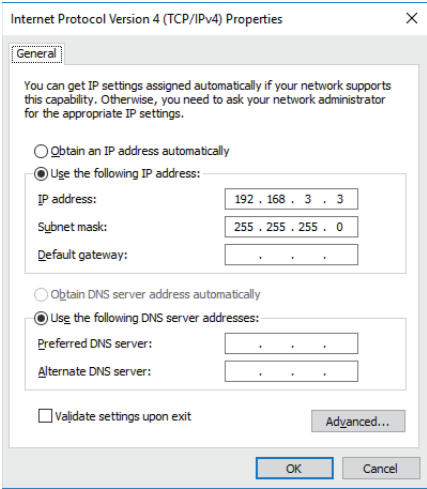 Internet Protocol Version 4 (TCP/IPv4) Properties
General
You can get IP settings assigned automatically if your network supports
this capability. Otherwise, you need to ask your network administrator
for the appropriate IP settings.
Obtain an IP address automatically
Use the following IP address:
IP address: 192 . 168 . 3 . 3
Subnet mask: 255 . 255 . 255 . 0
Default gateway: . . .
Obtain DNS server address automatically
Use the following DNS server addresses:
Preferred DNS server: . . .
Alternate DNS server: . . .
Validate settings upon exit
Advanced...
OK Cancel